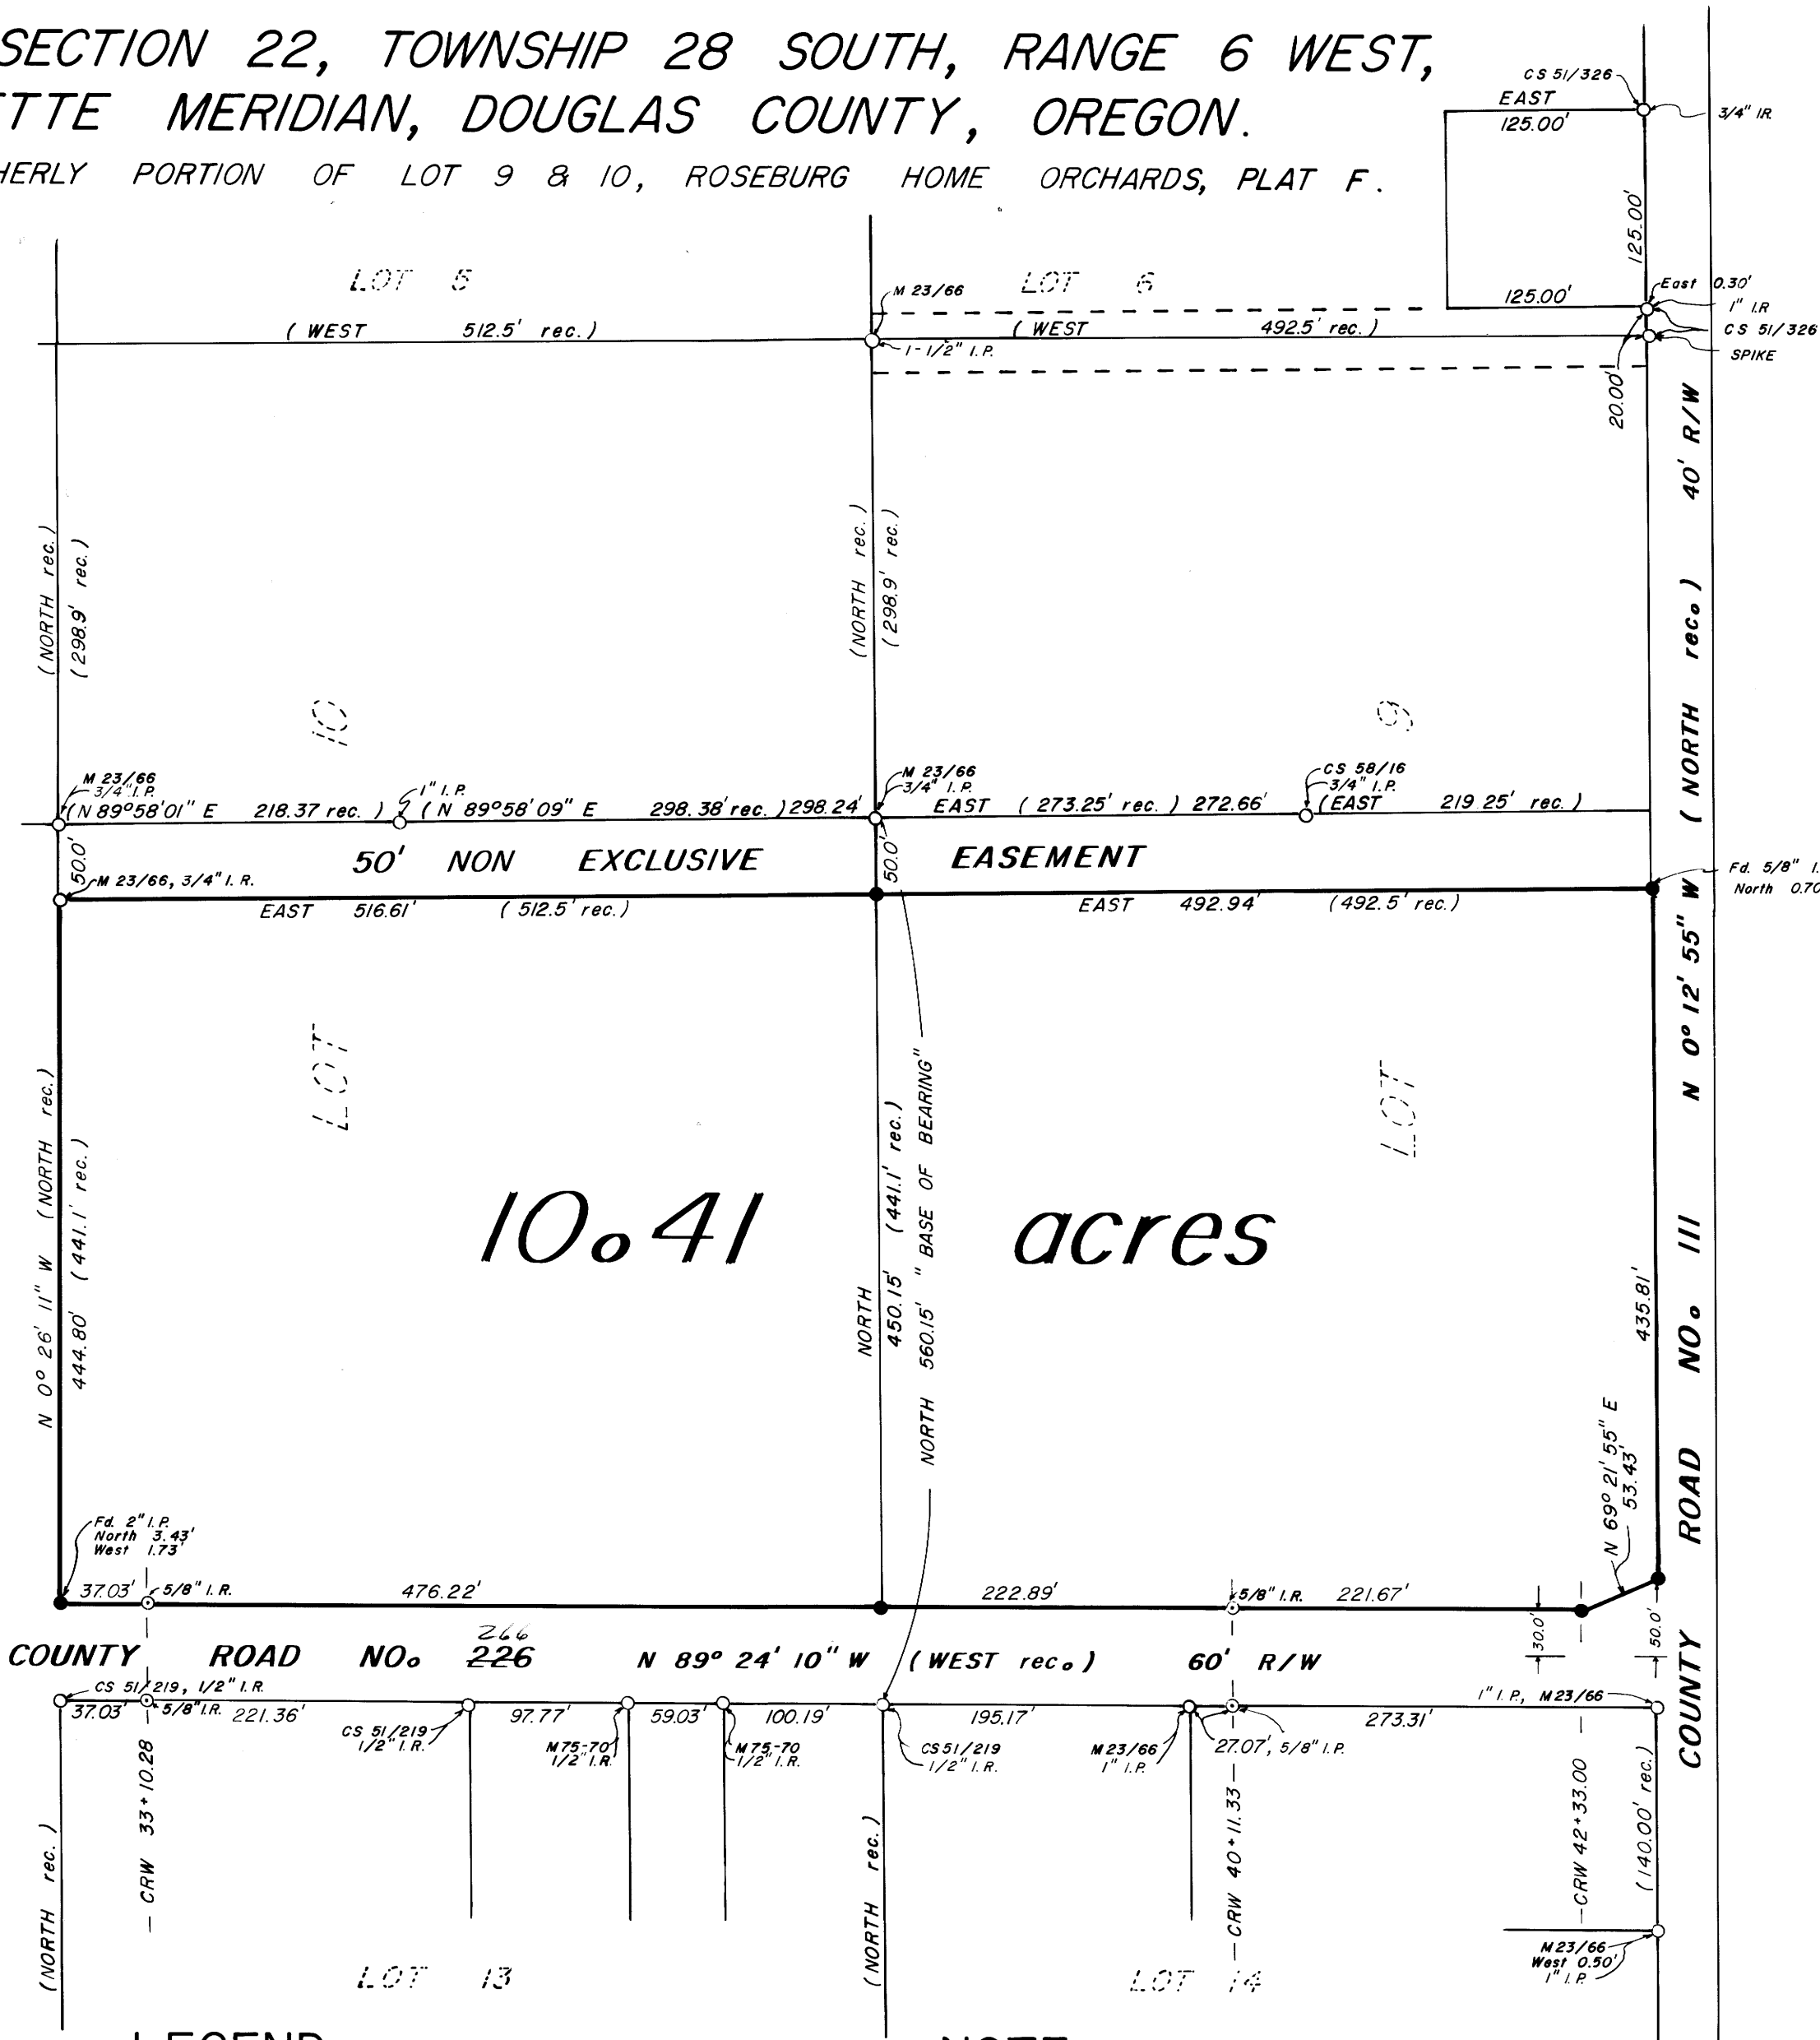 SECTION 22, TOWNSHIP 28 SOUTH, RANGE 6 WEST,
ETTE MERIDIAN, DOUGLAS COUNTY, OREGON.
HERLY PORTION OF LOT 9 & 10, ROSEBURG HOME ORCHARDS, PLAT F.
CS 51/326
EAST
125.00'
3/4" I.R.
125.00'
LOT 5
M 23/66
LOT 6
125.00'
East 0.30'
1" I.R
CS 51/326
SPIKE
(WEST 512.5' rec.)
(WEST 492.5' rec.)
1-1/2" I.P.
20.00'
40' R/W
(NORTH rec.)
(298.9' rec.)
(NORTH rec.)
(298.9' rec.)
(NORTH rec.)
10
9
M 23/66
3/4" I.P.
(N 89°58'01" E 218.37 rec.)
1" I.P.
(N 89°58'09" E 298.38' rec.) 298.24'
M 23/66
3/4" I.P.
EAST (273.25' rec.) 272.66'
CS 58/16
3/4" I.P.
(EAST 219.25' rec.)
50.0'
50' NON EXCLUSIVE EASEMENT
50.0'
M 23/66, 3/4" I.R.
Fd. 5/8" I.
North 0.70
EAST 516.61' (512.5' rec.)
EAST 492.94' (492.5' rec.)
N 0° 12' 55" W
LOT
LOT
N 0° 26' 11" W (NORTH rec.)
444.80' (441.1' rec.)
NORTH
450.15' (441.1' rec.)
NORTH 560.15' "BASE OF BEARING"
10.41 acres
435.81'
COUNTY ROAD NO. 111
N 69° 21' 55" E
53.43'
Fd. 2" I.P.
North 3.43'
West 1.73'
37.03'
5/8" I.R.
476.22'
222.89'
5/8" I.R.
221.67'
30.0'
50.0'
266
COUNTY ROAD NO. 226 N 89° 24' 10" W (WEST rec.) 60' R/W
CS 51/219, 1/2" I.R.
1" I.P., M 23/66
37.03'
5/8" I.R.
221.36'
CS 51/219
1/2" I.R.
97.77'
M75-70
1/2" I.R.
59.03'
M75-70
1/2" I.R.
100.19'
CS51/219
1/2" I.R.
195.17'
M23/66
1" I.P.
27.07', 5/8" I.P.
273.31'
CRW 33+10.28
CRW 40+11.33
CRW 42+33.00
(140.00' rec.)
(NORTH rec.)
(NORTH rec.)
M23/66
West 0.50'
1" I.P.
LOT 13
LOT 14
LEGEND
NOTE